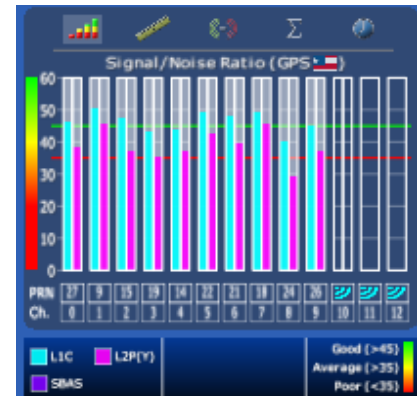 Signal/Noise Ratio (GPS)
60
50
40
30
20
10
0
PRN 27 9 15 19 14 22 21 18 24 26
Ch. 0 1 2 3 4 5 6 7 8 9 10 11 12
L1C L2P(Y) Good (>45)
Average (>35)
SBAS Poor (<35)